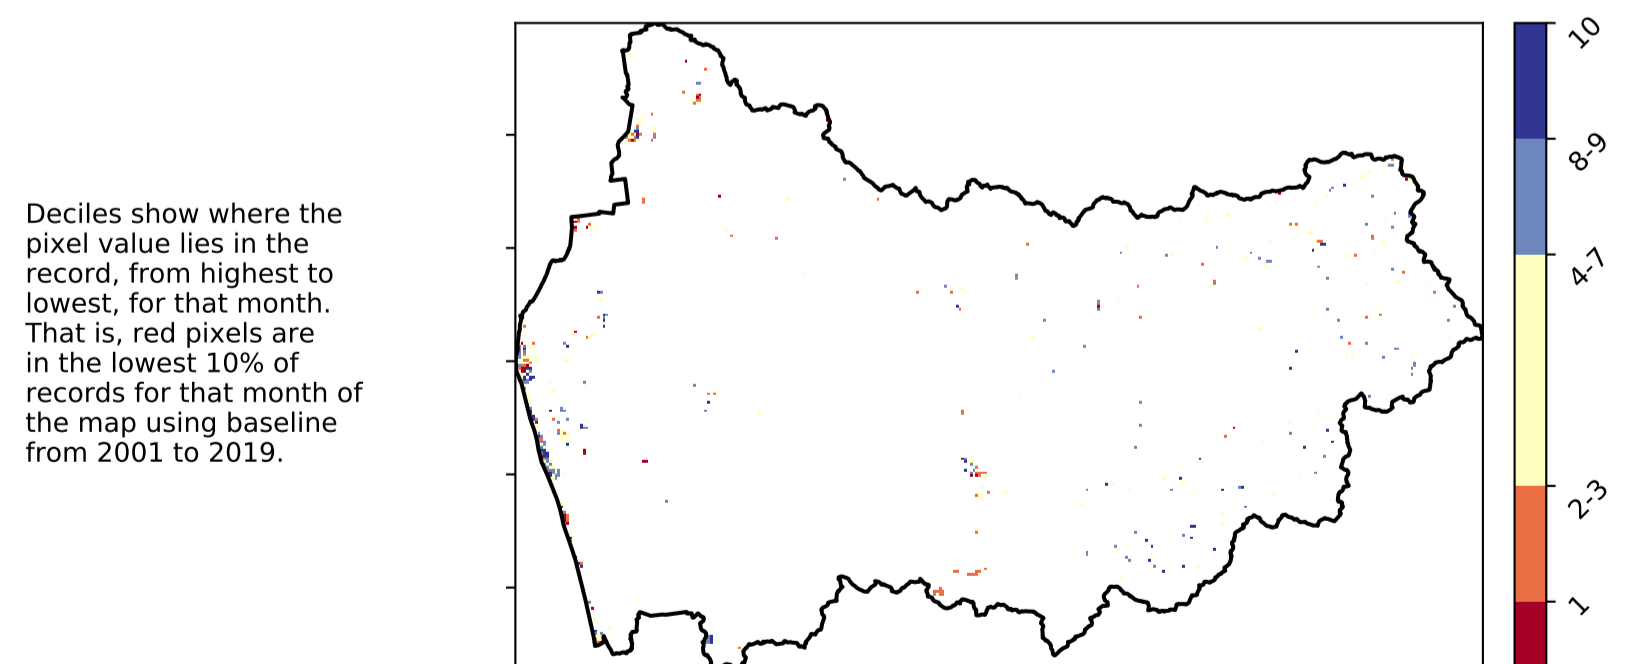 Deciles show where the
pixel value lies in the
record, from highest to
lowest, for that month.
That is, red pixels are
in the lowest 10% of
records for that month of
the map using baseline
from 2001 to 2019.
10
8-9
4-7
2-3
1